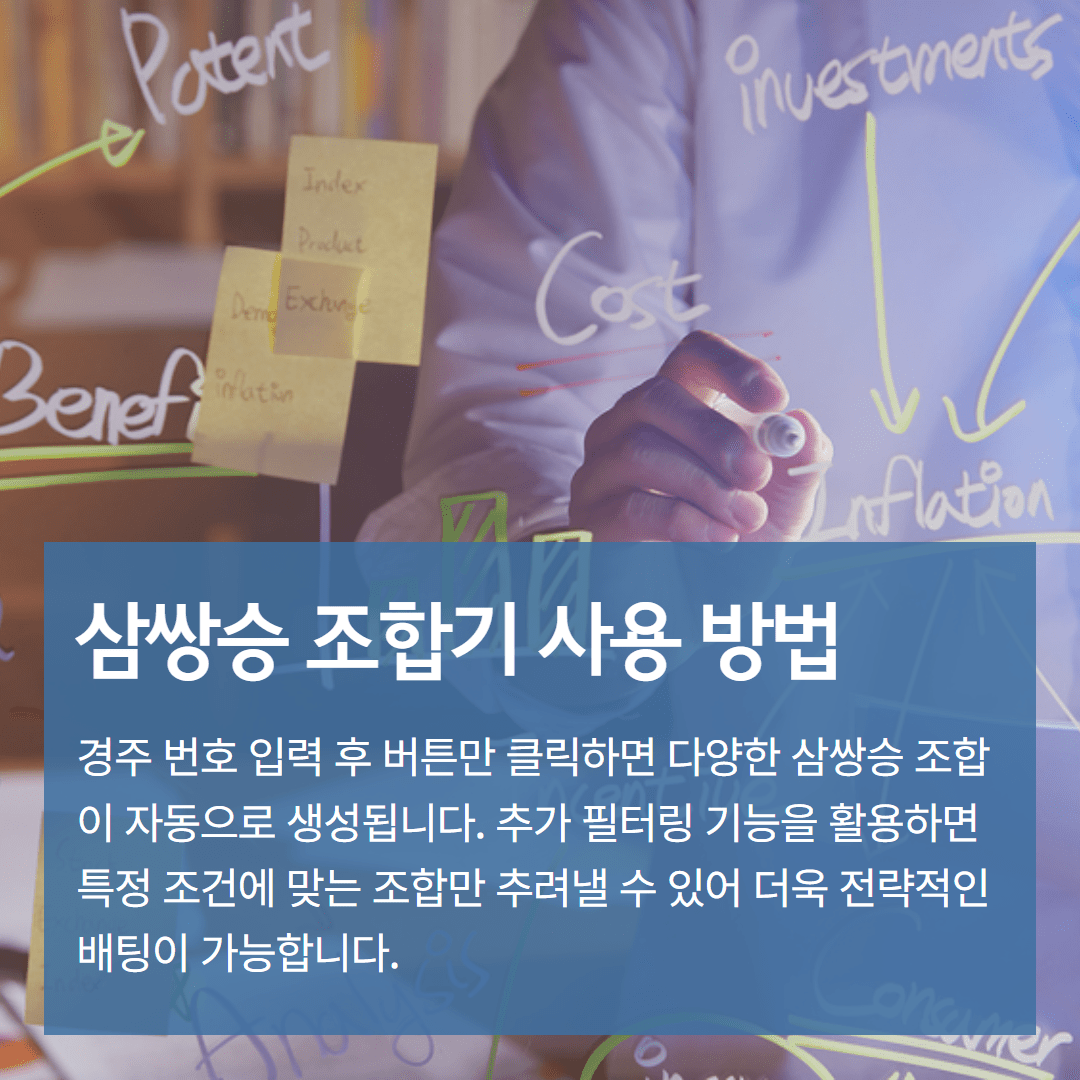 Patent
investments
Index
Product
Cost
Exchange
Demo
Benefi
inflation
Inflation
삼쌍승 조합기 사용 방법
경주 번호 입력 후 버튼만 클릭하면 다양한 삼쌍승 조합
이 자동으로 생성됩니다. 추가 필터링 기능을 활용하면
특정 조건에 맞는 조합만 추려낼 수 있어 더욱 전략적인
배팅이 가능합니다.
Consumer